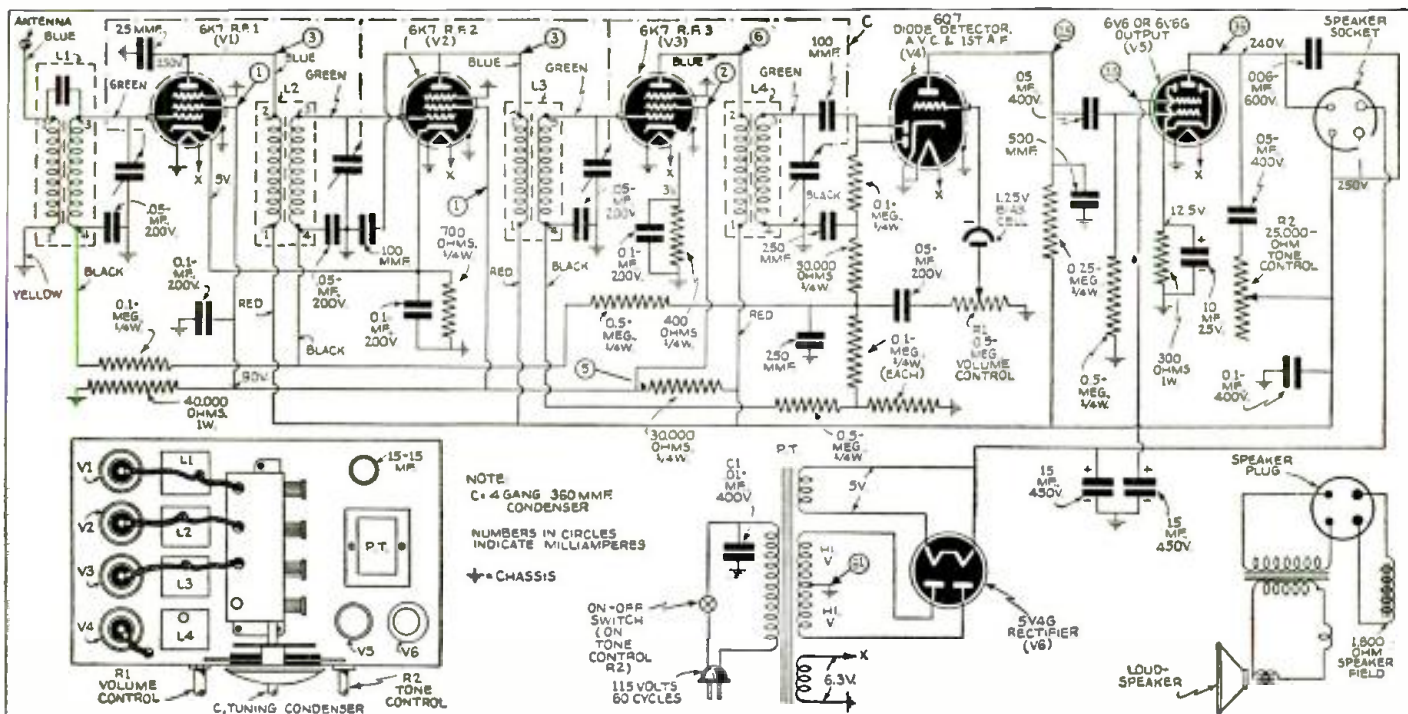 ANTENNA
BLUE
L1
3
GREEN
25 MMF.
250V.
6K7 R.F.1
(V1)
3
BLUE
1
GREEN
L2
2
3
6K7 R.F.2
(V2)
3
BLUE
1
L3
2
3
GREEN
6K7 R.F.3
(V3)
6
BLUE
2
GREEN
L4
2
3
100
MMF.
C
6Q7
DIODE DETECTOR,
A.V.C. & 1ST A.F.
(V4)
.05
400V.
500
MMF.
6V6 OR 6V6G
OUTPUT
(V5)
240V.
.006-
MF.
600V.
SPEAKER
SOCKET
250V.
X
5V.
X
X
X
X
.05-
MF.
200V.
YELLOW
BLACK
0.1-
MEG.
1/4W.
0.1-
MF.
200V.
RED
BLACK
.05-
MF.
200V.
100
MMF.
0.1-
MF.
200V.
700
OHMS,
1/4W.
RED
BLACK
.05-
MF.
200V.
0.1-
MF.
200V.
3V.
400
OHMS
1/4W.
0.5-
MEG.
1/4W.
RED
BLACK
250
MMF.
0.1-
MEG.
1/4W.
50,000
OHMS
1/4W.
.05
MF.
200V.
250
MMF.
0.1-
MEG.
1/4W.
(EACH)
1.25V.
BIAS
CELL
R1
0.5-
MEG.
VOLUME
CONTROL
0.25-
MEG.
1/4W
0.5-
MEG.
1/4W.
12.5V.
300
OHMS
1W.
10
MF.
25V.
.05-
MF.
400V.
R2
25,000-
OHM
TONE
CONTROL
0.1-
MF.
400V.
90V.
40,000
OHMS,
1W.
5
30,000
OHMS
1/4W.
0.5-
MEG.
1/4W
V1
V2
V3
V4
L1
L2
L3
L4
15-15
MF.
P.T.
V5
V6
R1
VOLUME
CONTROL
C, TUNING CONDENSER
R2
TONE
CONTROL
NOTE
C = 4 GANG 360 MMF.
CONDENSER
NUMBERS IN CIRCLES
INDICATE MILLIAMPERES
= CHASSIS
C1
.01-
MF.
400V.
ON-OFF
SWITCH
(ON
TONE
CONTROL
R2)
115 VOLTS
60 CYCLES
P.T.
5V.
HI.
V.
HI.
V.
X
6.3V.
5V4G
RECTIFIER
(V6)
15
MF.
450V.
15
MF.
450V.
SPEAKER
PLUG
LOUD-
SPEAKER
1,800
OHM
SPEAKER
FIELD